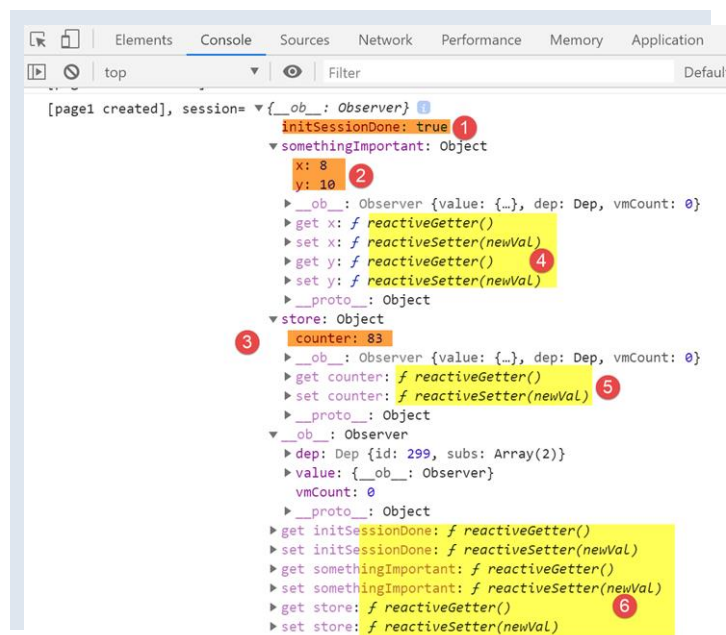 Elements Console Sources Network Performance Memory Application
top Filter Defaul
[page1 created], session= ▼{__ob__: Observer} i
initSessionDone: true 1
▼somethingImportant: Object
x: 8
2
y: 10
▶__ob__: Observer {value: {…}, dep: Dep, vmCount: 0}
▶get x: ƒ reactiveGetter()
▶set x: ƒ reactiveSetter(newVal)
▶get y: ƒ reactiveGetter() 4
▶set y: ƒ reactiveSetter(newVal)
▶__proto__: Object
▼store: Object
3 counter: 83
▶__ob__: Observer {value: {…}, dep: Dep, vmCount: 0}
▶get counter: ƒ reactiveGetter() 5
▶set counter: ƒ reactiveSetter(newVal)
▶__proto__: Object
▼__ob__: Observer
▶dep: Dep {id: 299, subs: Array(2)}
▶value: {__ob__: Observer}
vmCount: 0
▶__proto__: Object
▶get initSessionDone: ƒ reactiveGetter()
▶set initSessionDone: ƒ reactiveSetter(newVal)
▶get somethingImportant: ƒ reactiveGetter()
▶set somethingImportant: ƒ reactiveSetter(newVal)
▶get store: ƒ reactiveGetter() 6
▶set store: ƒ reactiveSetter(newVal)